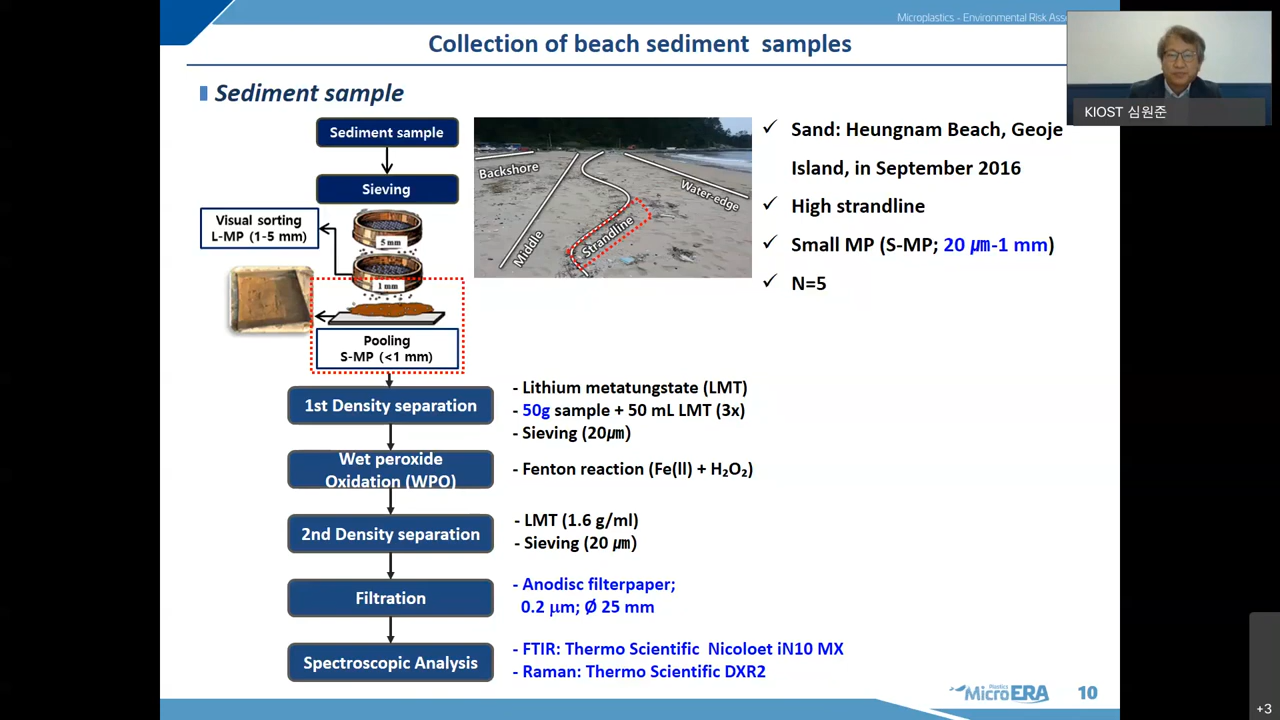 Microplastics - Environmental Risk Ass
Collection of beach sediment samples
KIOST 심원준
Sediment sample
Sediment sample
Sieving
Visual sorting
L-MP (1-5 mm)
5 mm
1 mm
Pooling
S-MP (<1 mm)
Backshore
Middle
Strandline
Water-edge
✓ Sand: Heungnam Beach, Geoje
Island, in September 2016
✓ High strandline
✓ Small MP (S-MP; 20 ㎛-1 mm)
✓ N=5
1st Density separation
- Lithium metatungstate (LMT)
- 50g sample + 50 mL LMT (3x)
- Sieving (20㎛)
Wet peroxide
Oxidation (WPO)
- Fenton reaction (Fe(II) + H₂O₂)
2nd Density separation
- LMT (1.6 g/ml)
- Sieving (20 ㎛)
Filtration
- Anodisc filterpaper;
0.2 μm; Ø 25 mm
Spectroscopic Analysis
- FTIR: Thermo Scientific Nicoloet iN10 MX
- Raman: Thermo Scientific DXR2
Plastics
MicroERA
10
+3